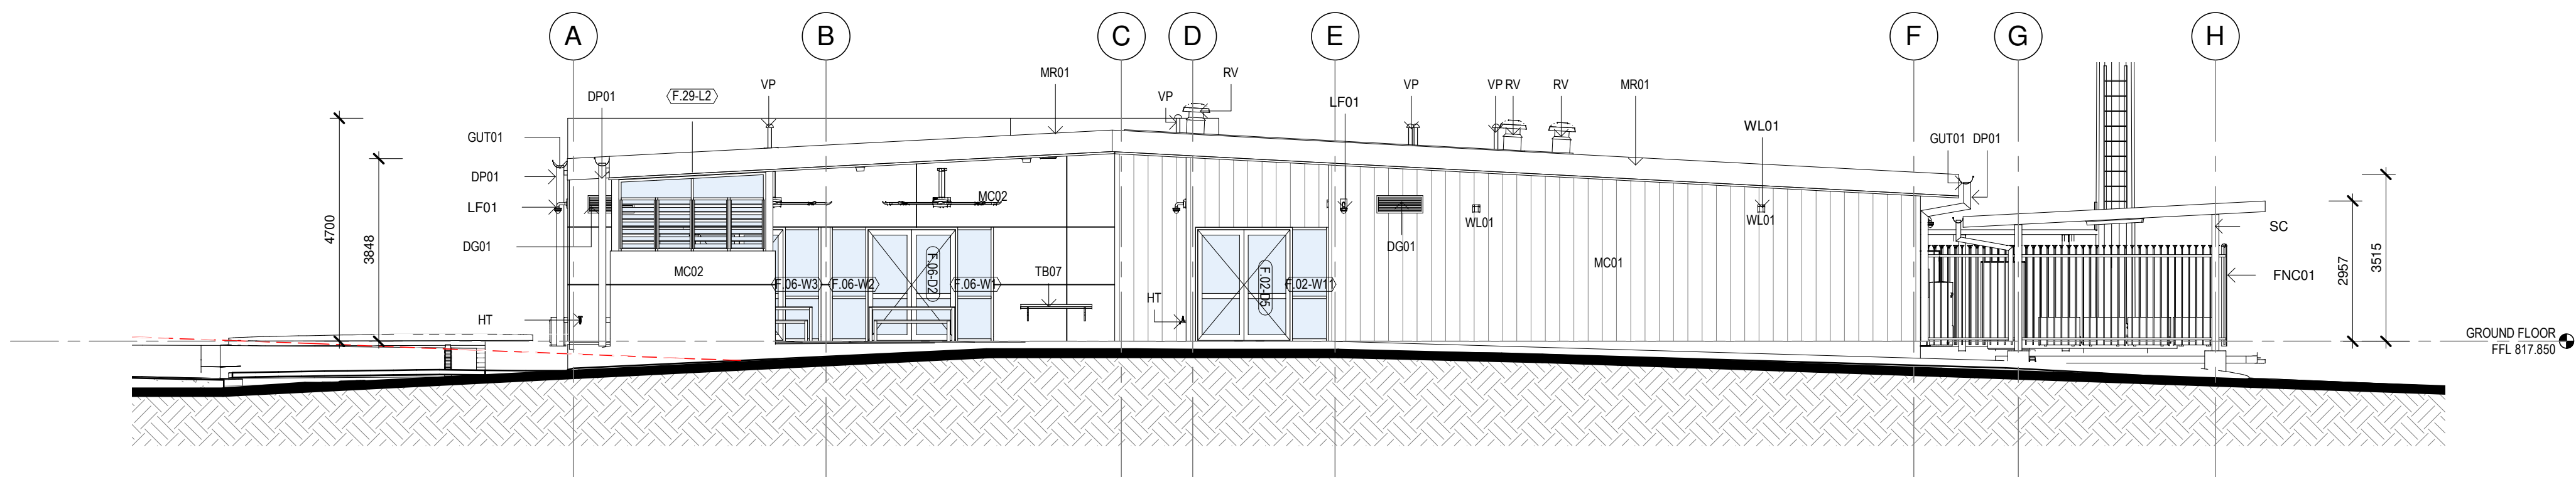 A
B
C
D
E
F
G
H
MR01
RV
VP
DP01
F.29-L2
VP
LF01
VP
VP RV
RV
MR01
WL01
GUT01
GUT01
DP01
DP01
LF01
DG01
MC02
WL01
WL01
DG01
SC
4700
3848
MC02
F.06-W3
F.06-W2
F.06-D2
F.06-W1
TB07
HT
F.02-D5
F.02-W11
MC01
FNC01
2957
3515
HT
GROUND FLOOR
FFL 817.850